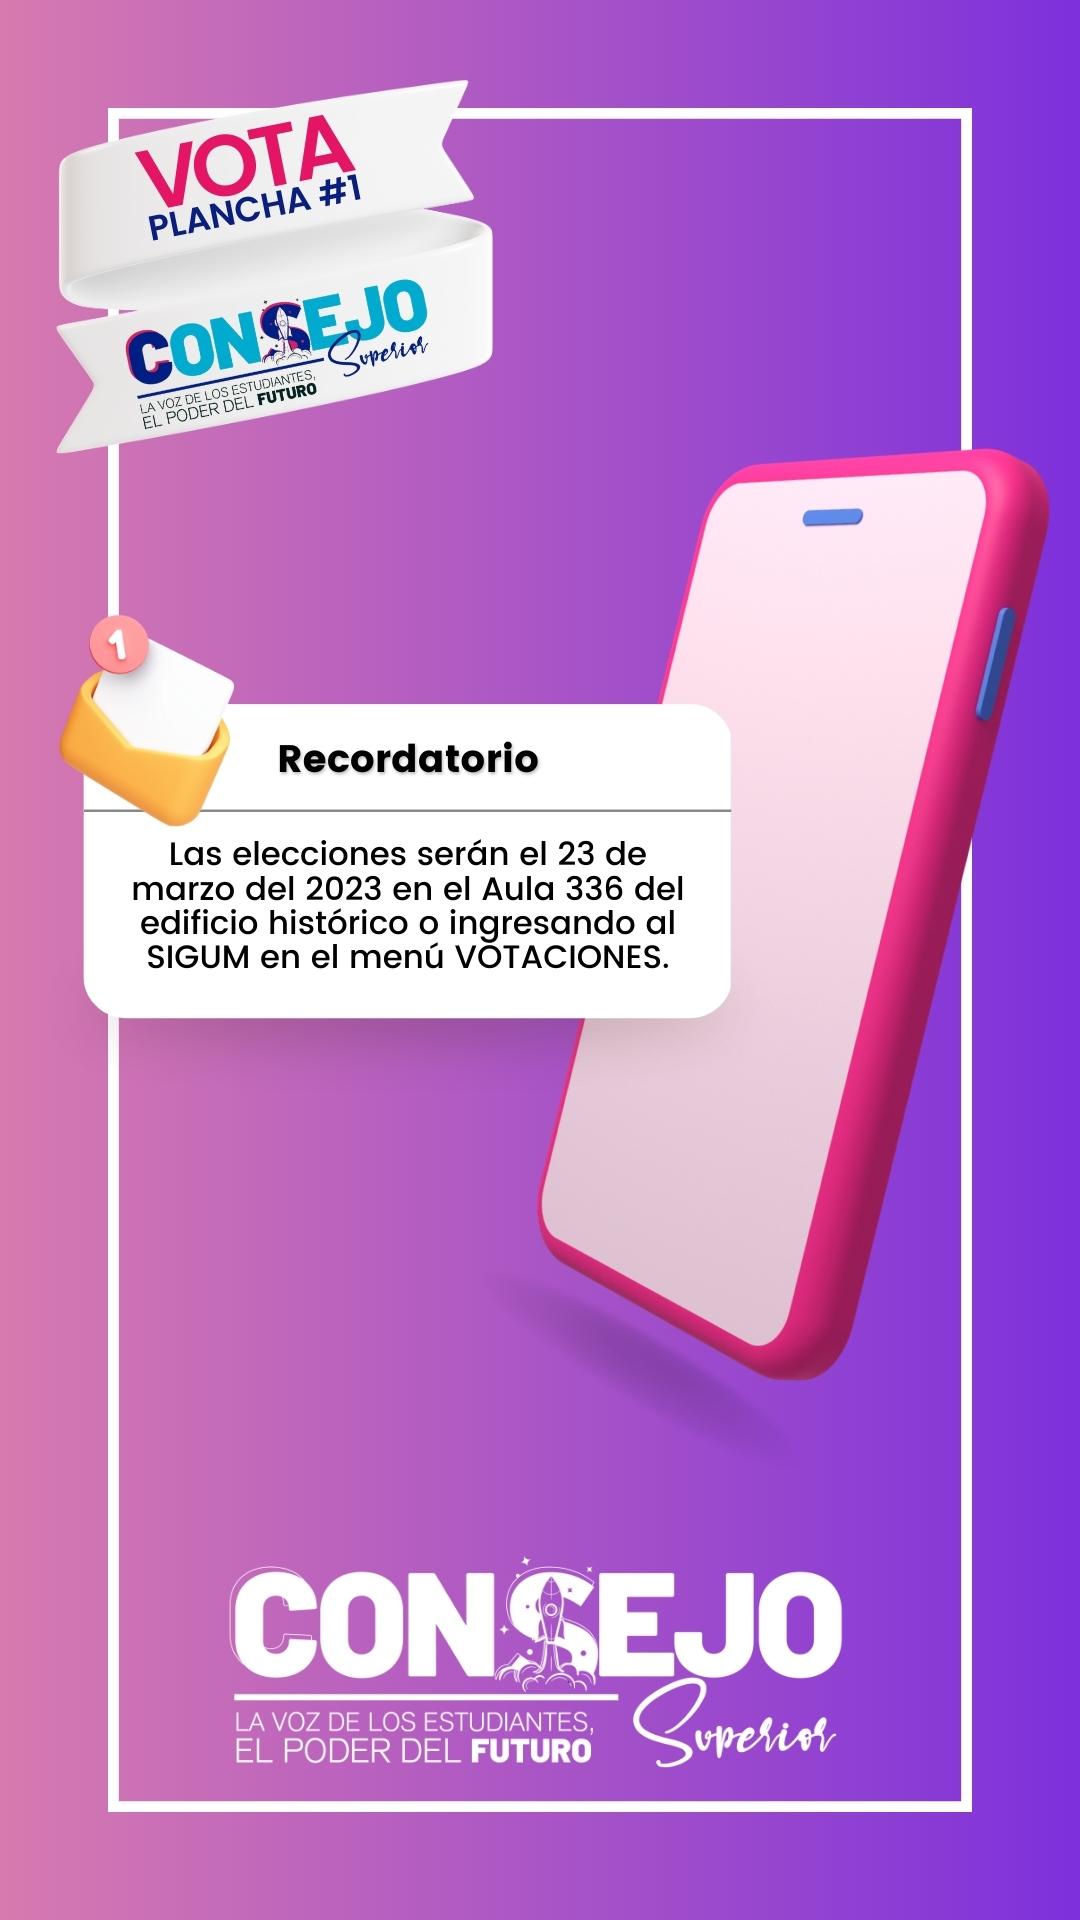 VOTA
PLANCHA #1
CONSEJO
Superior
LA VOZ DE LOS ESTUDIANTES,
EL PODER DEL FUTURO
1
Recordatorio
Las elecciones serán el 23 de
marzo del 2023 en el Aula 336 del
edificio histórico o ingresando al
SIGUM en el menú VOTACIONES.
CONSEJO
Superior
LA VOZ DE LOS ESTUDIANTES,
EL PODER DEL FUTURO